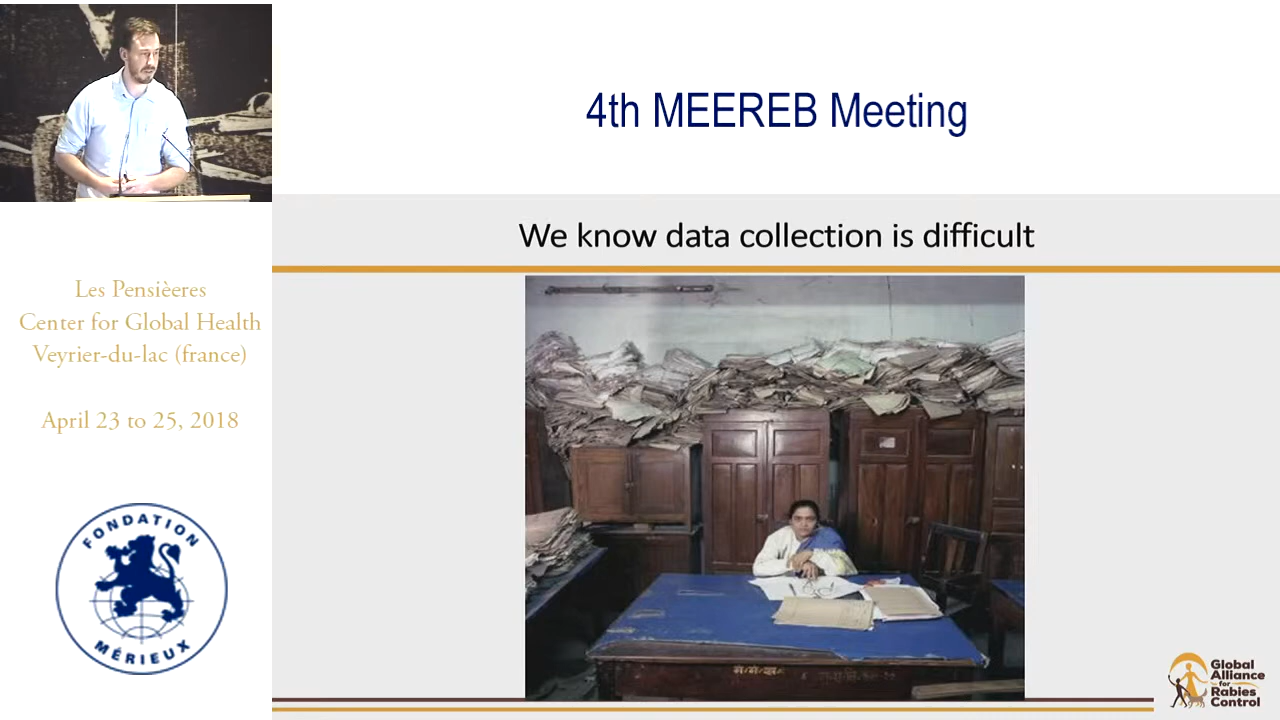 4th MEEREB Meeting
We know data collection is difficult
Les Pensièeres
Center for Global Health
Veyrier-du-lac (france)
April 23 to 25, 2018
FONDATION
MÉRIEUX
Global
Alliance
for
Rabies
Control